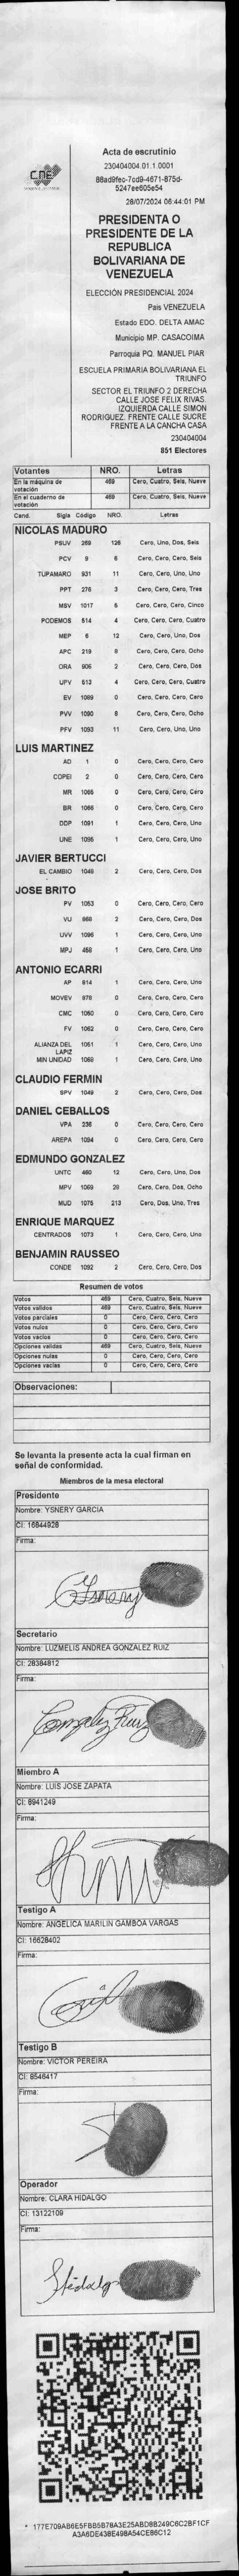 CNE
Acta de escrutinio
230404004.01.1.0001
88ad9fec-7cd9-4671-875d-
5247ee605e54
28/07/2024 06:44:01 PM
PRESIDENTA O
PRESIDENTE DE LA
REPUBLICA
BOLIVARIANA DE
VENEZUELA
ELECCIÓN PRESIDENCIAL 2024
Pais VENEZUELA
Estado EDO. DELTA AMAC
Municipio MP. CASACOIMA
Parroquia PQ. MANUEL PIAR
ESCUELA PRIMARIA BOLIVARIANA EL
TRIUNFO
SECTOR EL TRIUNFO 2 DERECHA
CALLE JOSE FELIX RIVAS.
IZQUIERDA CALLE SIMON
RODRIGUEZ. FRENTE CALLE SUCRE
FRENTE A LA CANCHA CASA
230404004
851 Electores
Votantes NRO. Letras
En la máquina de votación 469 Cero, Cuatro, Seis, Nueve
En el cuaderno de votación 469 Cero, Cuatro, Seis, Nueve
Cand. Sigla Código NRO. Letras
NICOLAS MADURO
PSUV 269 126 Cero, Uno, Dos, Seis
PCV 9 6 Cero, Cero, Cero, Seis
TUPAMARO 931 11 Cero, Cero, Uno, Uno
PPT 276 3 Cero, Cero, Cero, Tres
MSV 1017 5 Cero, Cero, Cero, Cinco
PODEMOS 514 4 Cero, Cero, Cero, Cuatro
MEP 6 12 Cero, Cero, Uno, Dos
APC 219 8 Cero, Cero, Cero, Ocho
ORA 906 2 Cero, Cero, Cero, Dos
UPV 513 4 Cero, Cero, Cero, Cuatro
EV 1089 0 Cero, Cero, Cero, Cero
PVV 1090 8 Cero, Cero, Cero, Ocho
PFV 1093 11 Cero, Cero, Uno, Uno
LUIS MARTINEZ
AD 1 0 Cero, Cero, Cero, Cero
COPEI 2 0 Cero, Cero, Cero, Cero
MR 0 Cero, Cero, Cero, Cero
BR 0 Cero, Cero, Cero, Cero
DDP 1091 1 Cero, Cero, Cero, Uno
UNE 1095 1 Cero, Cero, Cero, Uno
JAVIER BERTUCCI
EL CAMBIO 1048 2 Cero, Cero, Cero, Dos
JOSE BRITO
PV 1053 0 Cero, Cero, Cero, Cero
VU 868 2 Cero, Cero, Cero, Dos
UVV 1096 1 Cero, Cero, Cero, Uno
MPJ 458 1 Cero, Cero, Cero, Uno
ANTONIO ECARRI
AP 814 1 Cero, Cero, Cero, Uno
MOVEV 978 0 Cero, Cero, Cero, Cero
CMC 1050 0 Cero, Cero, Cero, Cero
FV 1052 0 Cero, Cero, Cero, Cero
ALIANZA DEL LAPIZ 1051 1 Cero, Cero, Cero, Uno
MIN UNIDAD 1068 1 Cero, Cero, Cero, Uno
CLAUDIO FERMIN
SPV 1049 2 Cero, Cero, Cero, Dos
DANIEL CEBALLOS
VPA 236 0 Cero, Cero, Cero, Cero
AREPA 1094 0 Cero, Cero, Cero, Cero
EDMUNDO GONZALEZ
UNTC 460 12 Cero, Cero, Uno, Dos
MPV 1069 28 Cero, Cero, Dos, Ocho
MUD 1075 213 Cero, Dos, Uno, Tres
ENRIQUE MARQUEZ
CENTRADOS 1073 1 Cero, Cero, Cero, Uno
BENJAMIN RAUSSEO
CONDE 1092 2 Cero, Cero, Cero, Dos
Resumen de votos
Votos 469 Cero, Cuatro, Seis, Nueve
Votos validos 469 Cero, Cuatro, Seis, Nueve
Votos parciales 0 Cero, Cero, Cero, Cero
Votos nulos 0 Cero, Cero, Cero, Cero
Votos vacios 0 Cero, Cero, Cero, Cero
Opciones validas 469 Cero, Cuatro, Seis, Nueve
Opciones nulas 0 Cero, Cero, Cero, Cero
Opciones vacias 0 Cero, Cero, Cero, Cero
Observaciones:
Se levanta la presente acta la cual firman en
señal de conformidad.
Miembros de la mesa electoral
Presidente
Nombre: YSNERY GARCIA
CI: 16844928
Firma:
Ysnery
Secretario
Nombre: LUZMELIS ANDREA GONZALEZ RUIZ
CI: 28384812
Firma:
González Ruiz
Miembro A
Nombre: LUIS JOSE ZAPATA
CI: 8941249
Firma:
Testigo A
Nombre: ANGELICA MARILIN GAMBOA VARGAS
CI: 16628402
Firma:
Testigo B
Nombre: VICTOR PEREIRA
CI: 8546417
Firma:
Operador
Nombre: CLARA HIDALGO
CI: 13122109
Firma:
Hidalgo
* 177E709AB6E5FBB5B78A3E25ABD8B249C6C2BF1CF
A3A6DE438E498A54CE86C12